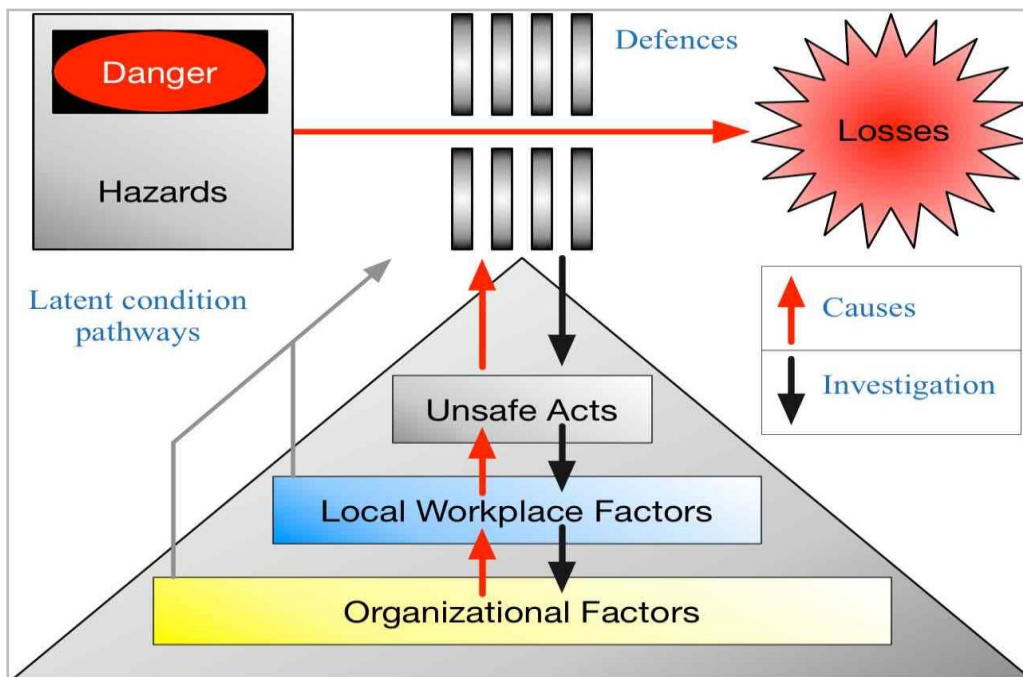 Danger
Hazards
Defences
Losses
Latent condition
pathways
Causes
Investigation
Unsafe Acts
Local Workplace Factors
Organizational Factors